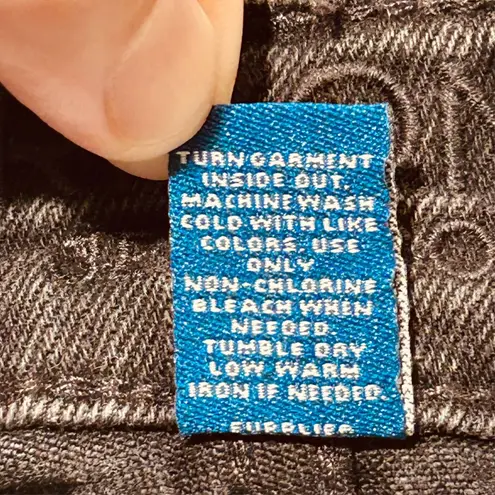 TURN GARMENT
INSIDE OUT.
MACHINE WASH
COLD WITH LIKE
COLORS. USE
ONLY
NON-CHLORINE
BLEACH WHEN
NEEDED.
TUMBLE DRY
LOW WARM
IRON IF NEEDED.